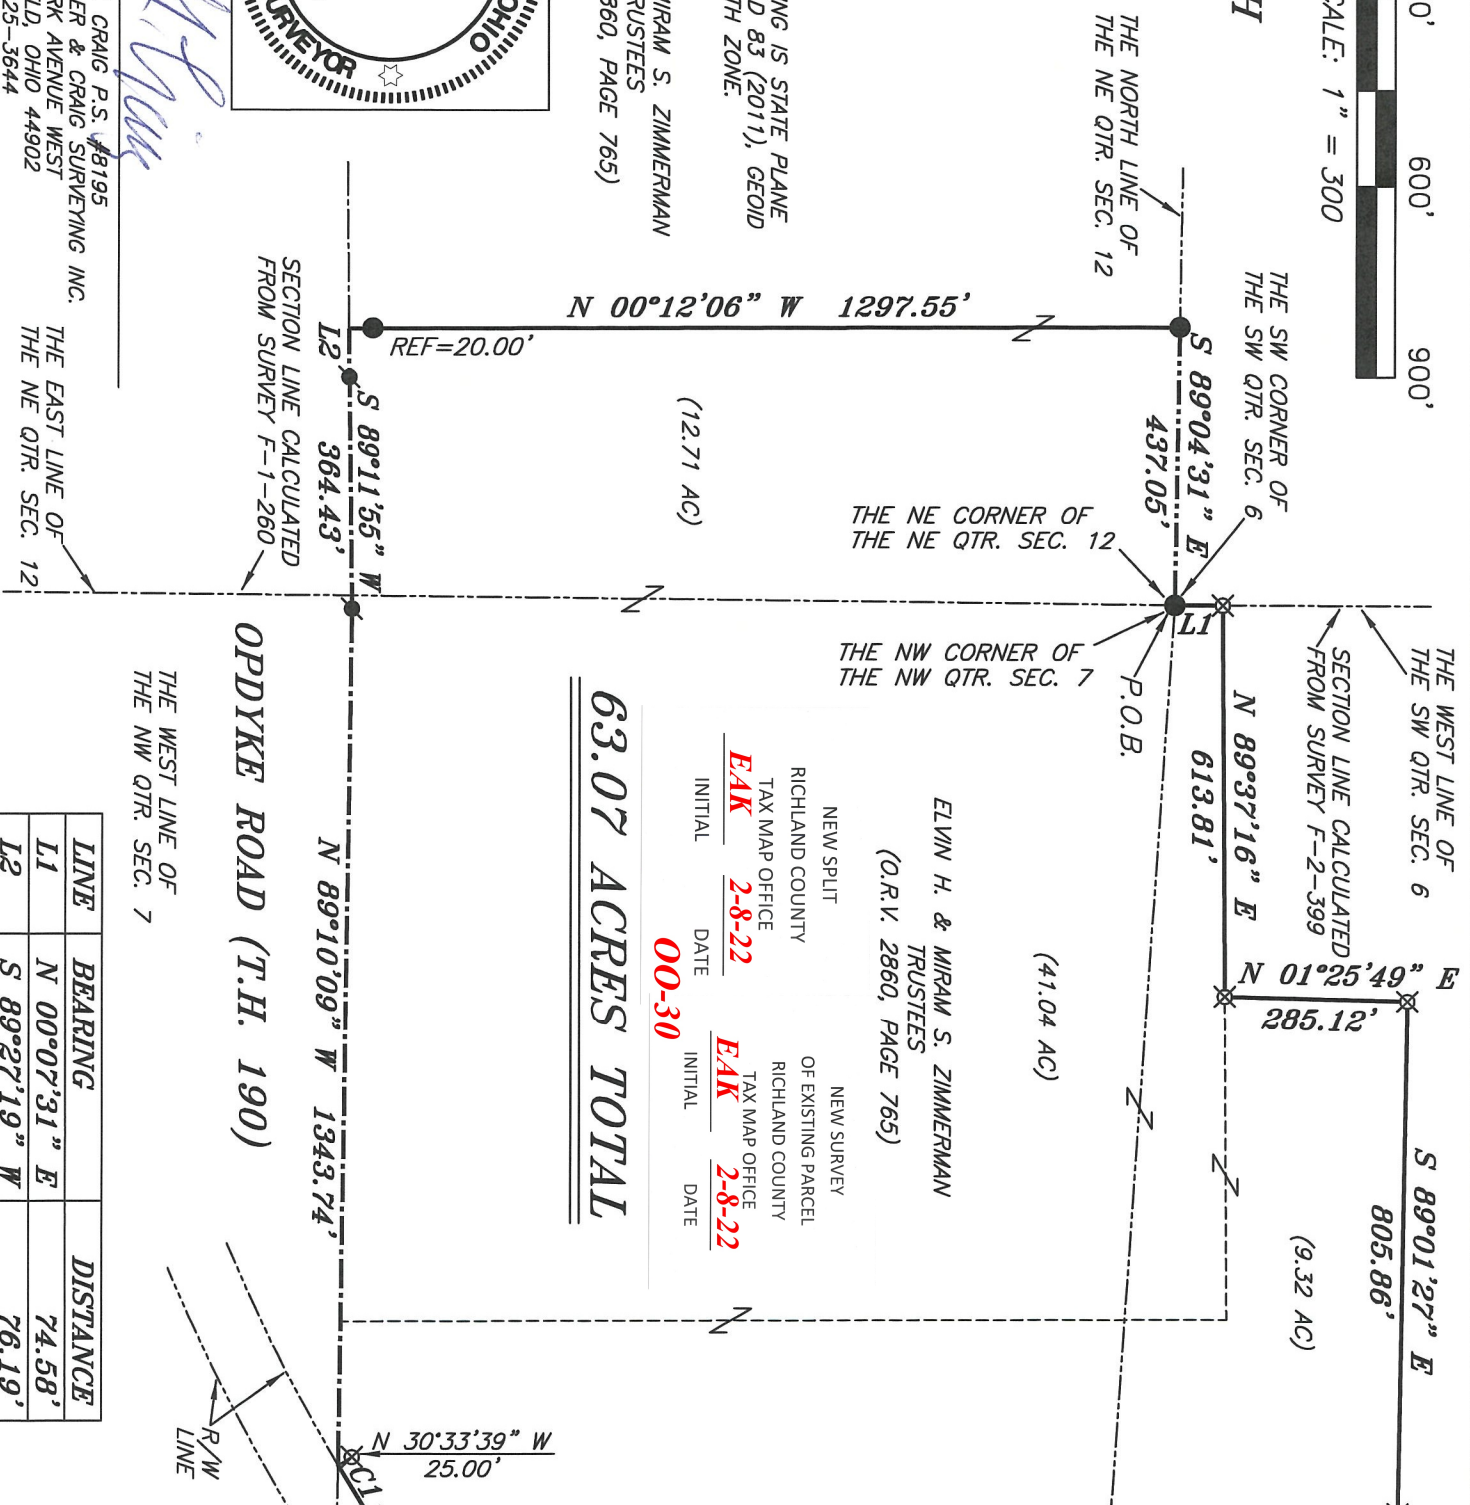 600'
900'
SCALE: 1" = 300
THE NORTH LINE OF
THE NE QTR. SEC. 12
THE SW CORNER OF
THE SW QTR. SEC. 6
THE WEST LINE OF
THE SW QTR. SEC. 6
SECTION LINE CALCULATED
FROM SURVEY F-2-399
N 01°25'49" E
285.12'
S 89°01'27" E
805.86'
S 89°04'31" E
437.05'
L1
N 89°37'16" E
613.81'
(9.32 AC)
THE NE CORNER OF
THE NE QTR. SEC. 12
THE NW CORNER OF
THE NW QTR. SEC. 7
P.O.B.
N 00°12'06" W 1297.55'
REF=20.00'
(12.71 AC)
(41.04 AC)
ELVIN H. & MIRAM S. ZIMMERMAN
TRUSTEES
(O.R.V. 2860, PAGE 765)
NEW SPLIT
RICHLAND COUNTY
TAX MAP OFFICE
EAK 2-8-22
INITIAL DATE
NEW SURVEY
OF EXISTING PARCEL
RICHLAND COUNTY
TAX MAP OFFICE
EAK 2-8-22
INITIAL DATE
OO-30
63.07 ACRES TOTAL
ING IS STATE PLANE
D 83 (2011), GEOID
TH ZONE.
IRAM S. ZIMMERMAN
RUSTEES
860, PAGE 765)
OHIO
SURVEYOR
L2
S 89°11'55" W
364.43'
N 89°10'09" W 1343.74'
SECTION LINE CALCULATED
FROM SURVEY F-1-260
OPDYKE ROAD (T.H. 190)
THE WEST LINE OF
THE NW QTR. SEC. 7
THE EAST LINE OF
THE NE QTR. SEC. 12
N 30°33'39" W
25.00'
C1
R/W
LINE
CRAIG P.S. #8195
ER & CRAIG SURVEYING INC.
RK AVENUE WEST
LD, OHIO 44902
25-3644
LINE BEARING DISTANCE
L1 N 00°07'31" E 74.58'
L2 S 89°27'19" W 76.19'